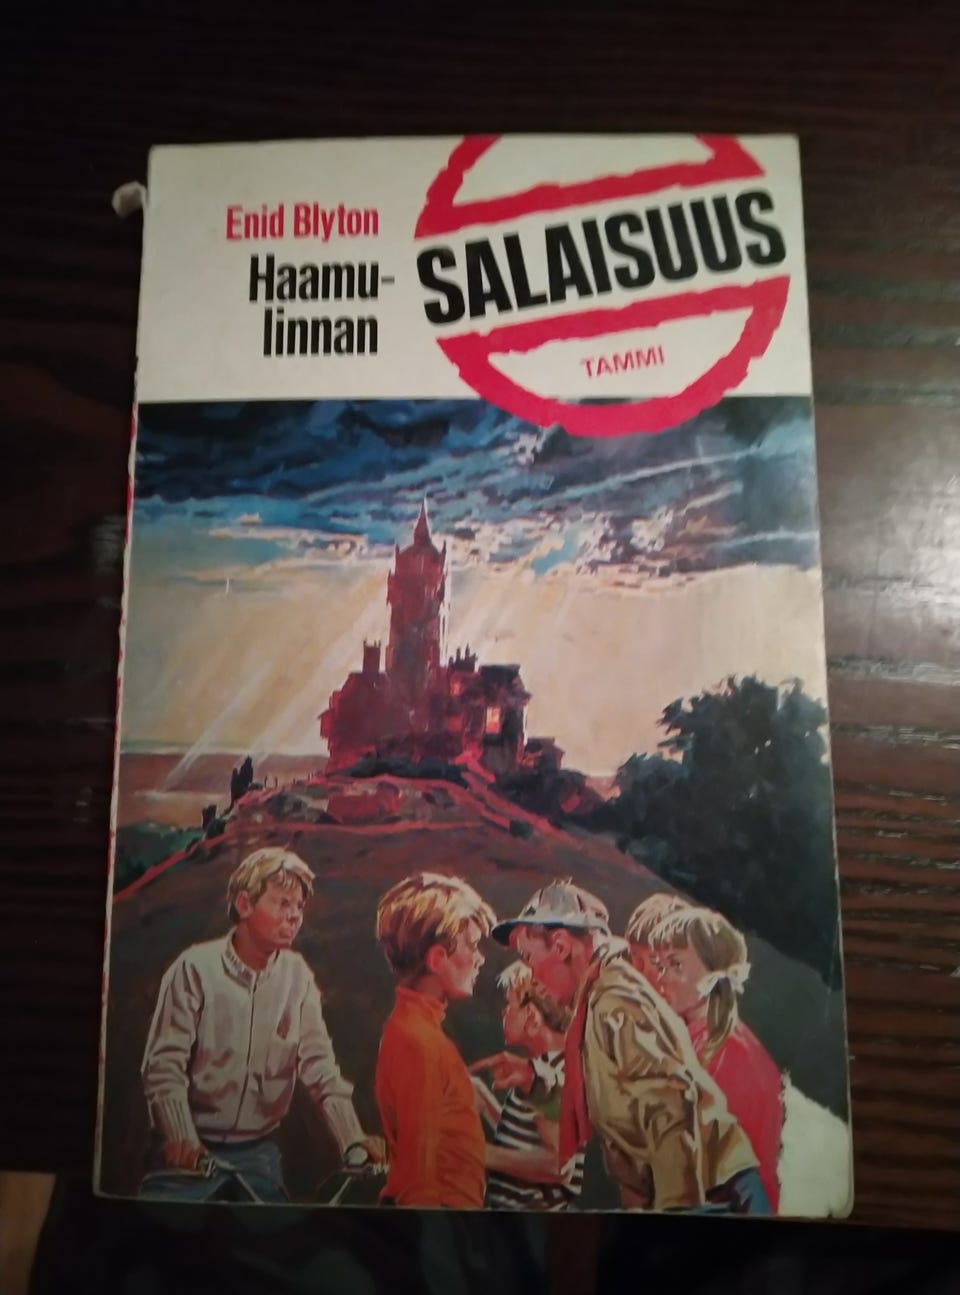 Enid Blyton
Haamu-
linnan
SALAISUUS
TAMMI